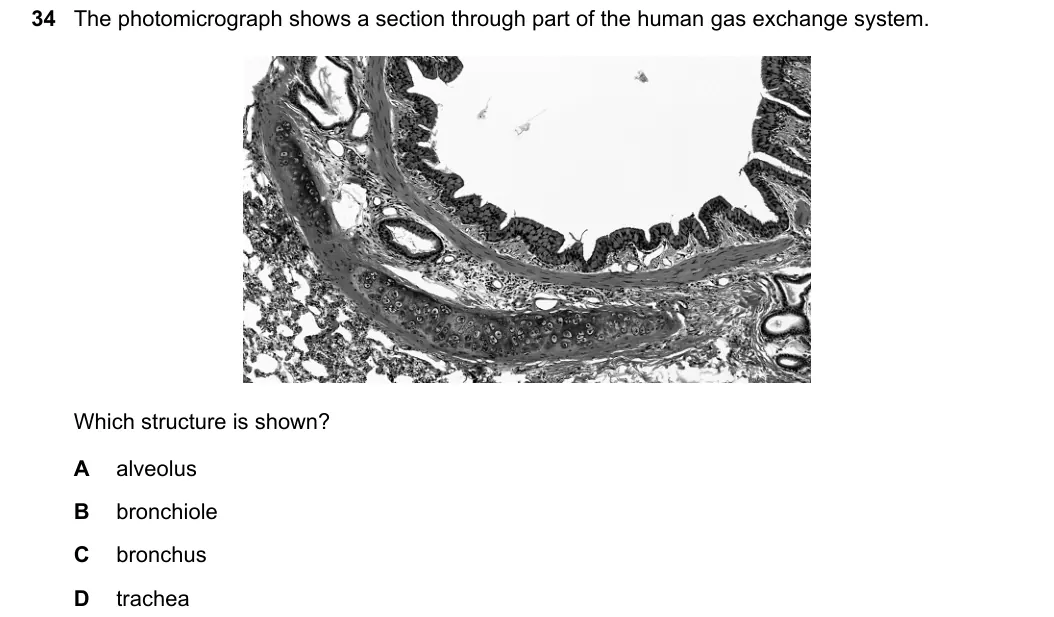 34 The photomicrograph shows a section through part of the human gas exchange system.
Which structure is shown?
A alveolus
B bronchiole
C bronchus
D trachea